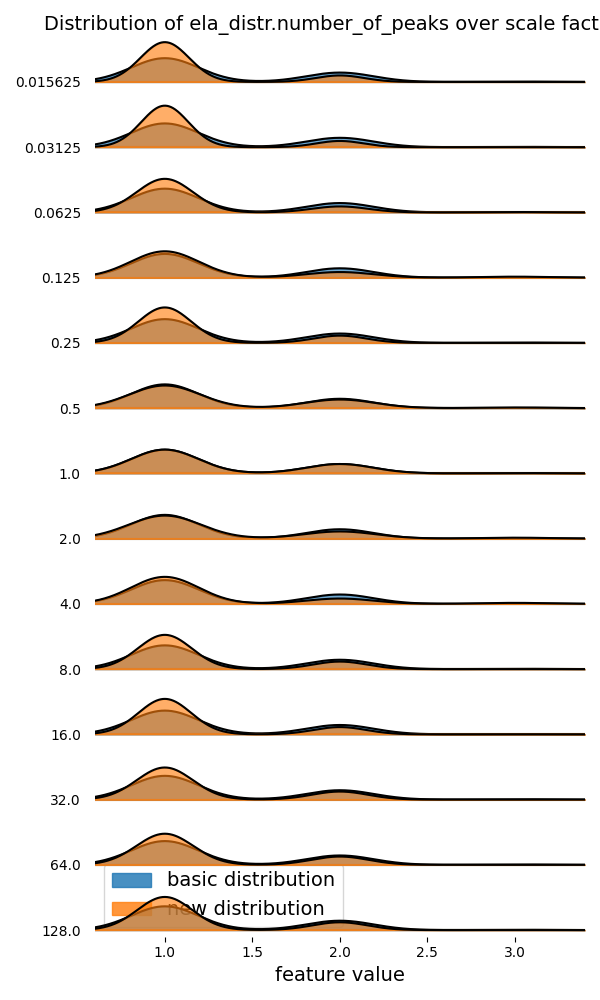 Distribution of ela_distr.number_of_peaks over scale fact
0.015625
0.03125
0.0625
0.125
0.25
0.5
1.0
2.0
4.0
8.0
16.0
32.0
64.0
basic distribution
new distribution
128.0
1.0 1.5 2.0 2.5 3.0
feature value